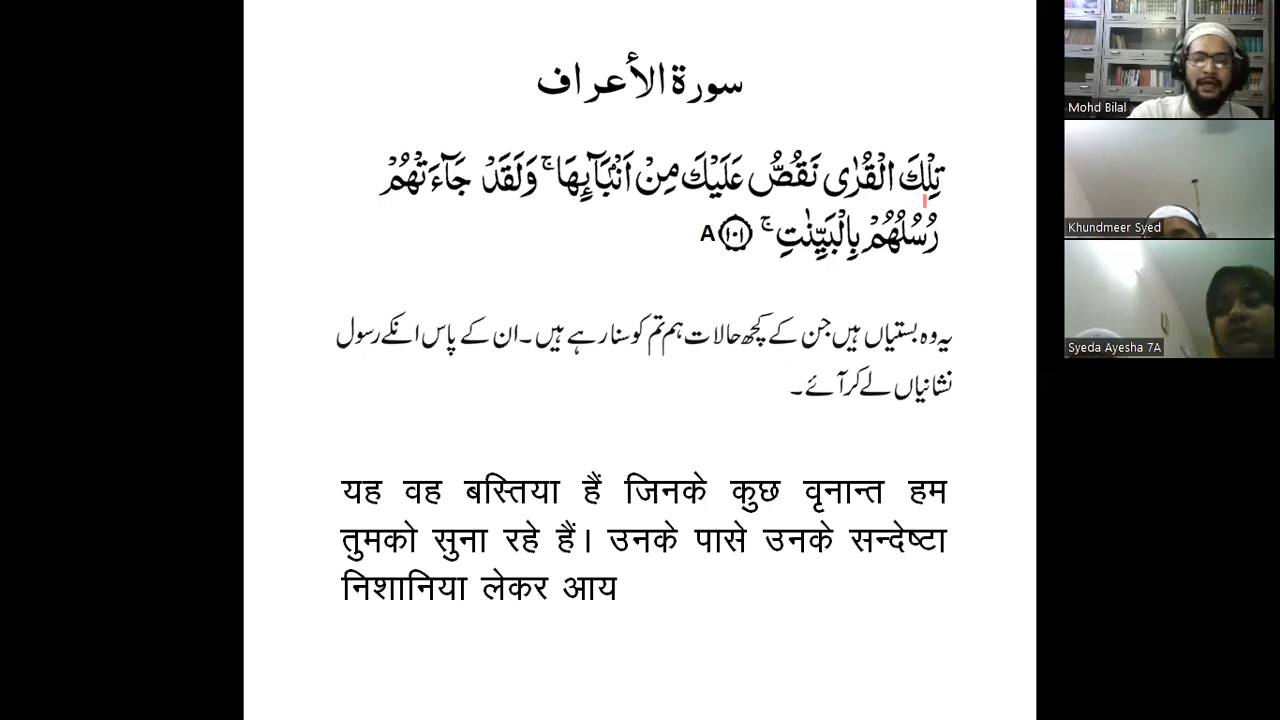 سورة الأعراف
تِلْكَ الْقُرٰى نَقُصُّ عَلَيْكَ مِنْ اَنْۢبَآئِهَا ۚ وَلَقَدْ جَآءَتْهُمْ
رُسُلُهُمْ بِالْبَيِّنٰتِ ۚ ۝١٠١ A
یہ وہ بستیاں ہیں جن کے کچھ حالات ہم تم کو سنا رہے ہیں۔ ان کے پاس انکے رسول
نشانیاں لے کر آئے۔
यह वह बस्तिया हैं जिनके कुछ वृनान्त हम
तुमको सुना रहे हैं। उनके पासे उनके सन्देष्टा
निशानिया लेकर आय
Mohd Bilal
Khundmeer Syed
Syeda Ayesha 7A